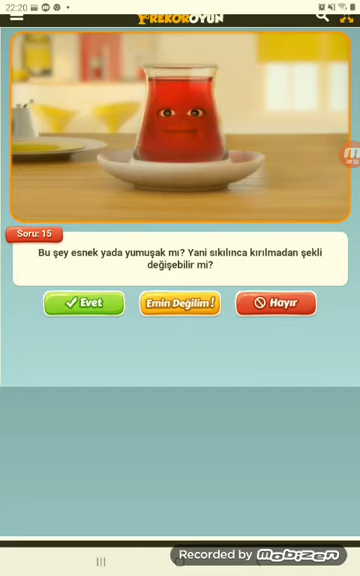 22:20
REKOROYUN
Soru: 15
Bu şey esnek yada yumuşak mı? Yani sıkılınca kırılmadan şekli
değişebilir mi?
Evet
Emin Değilim!
Hayır
Recorded by mobizen